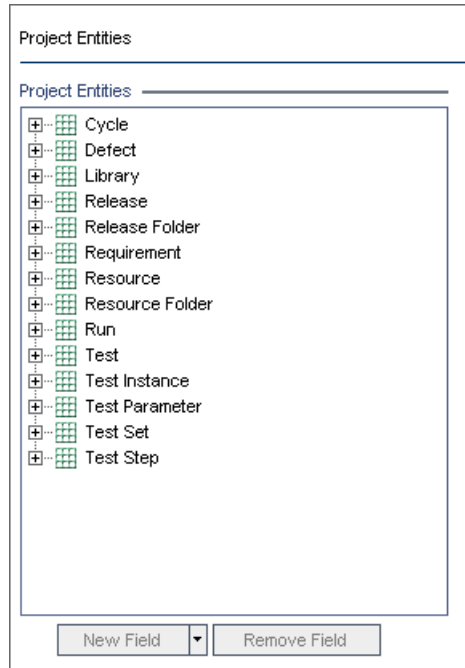 Project Entities
Project Entities
Cycle
Defect
Library
Release
Release Folder
Requirement
Resource
Resource Folder
Run
Test
Test Instance
Test Parameter
Test Set
Test Step
New Field Remove Field